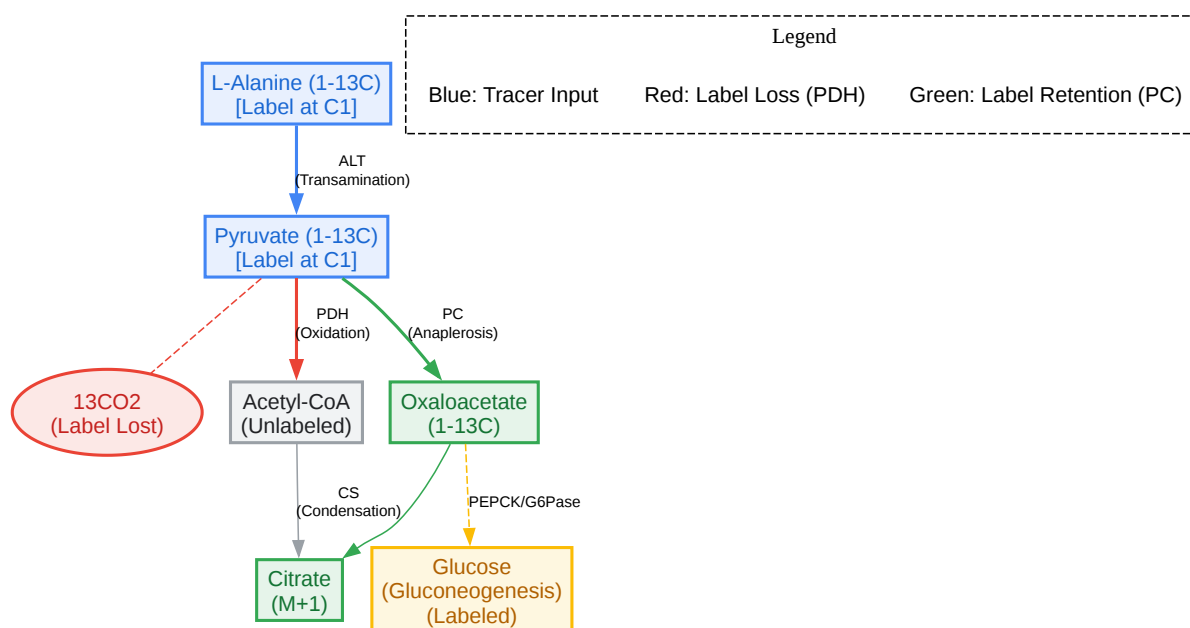 Legend
Blue: Tracer Input
Red: Label Loss (PDH)
Green: Label Retention (PC)
L-Alanine (1-13C)
[Label at C1]
ALT
(Transamination)
Pyruvate (1-13C)
[Label at C1]
PDH
(Oxidation)
PC
(Anaplerosis)
13CO2
(Label Lost)
Acetyl-CoA
(Unlabeled)
Oxaloacetate
(1-13C)
CS
(Condensation)
PEPCK/G6Pase
Citrate
(M+1)
Glucose
(Gluconeogenesis)
(Labeled)